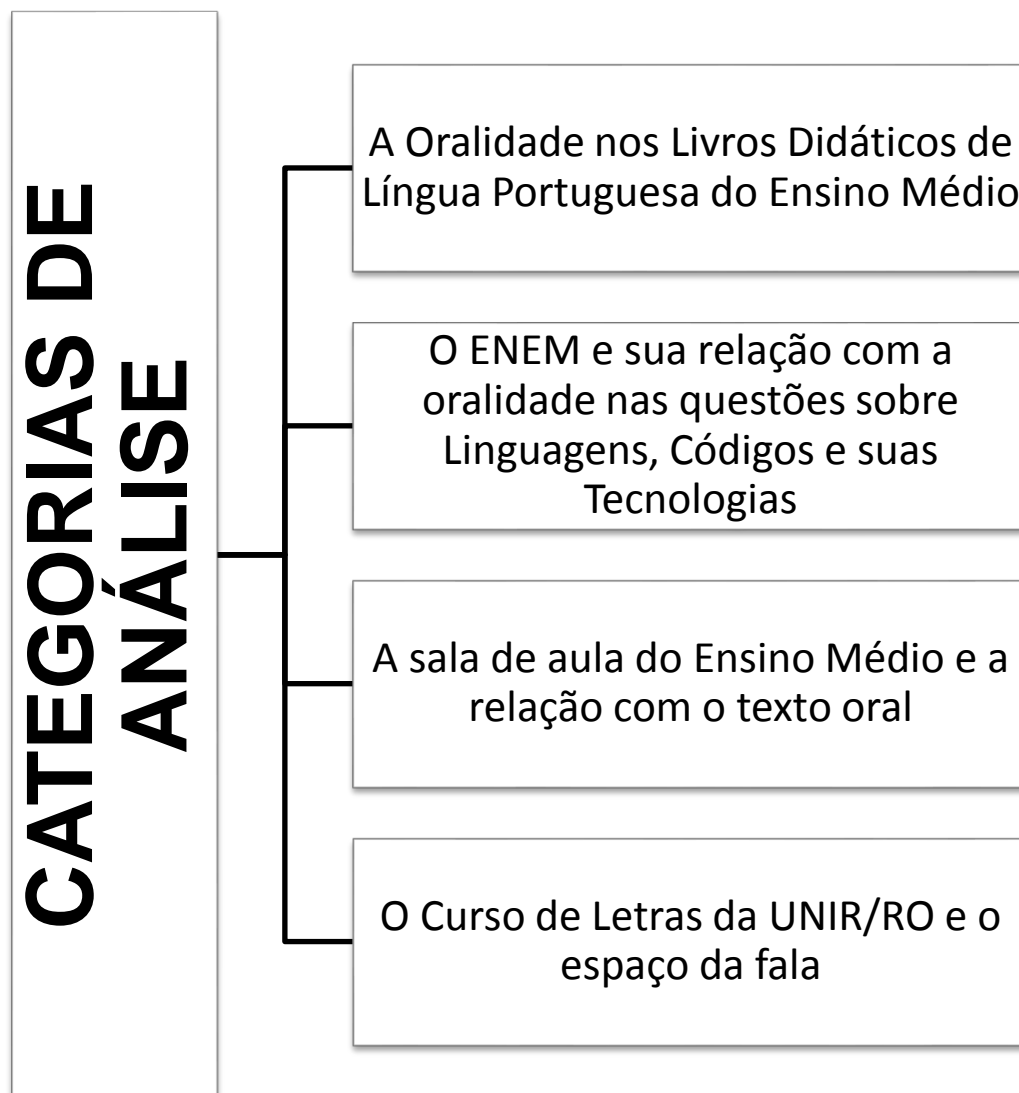 CATEGORIAS DE
ANÁLISE
A Oralidade nos Livros Didáticos de
Língua Portuguesa do Ensino Médio
O ENEM e sua relação com a
oralidade nas questões sobre
Linguagens, Códigos e suas
Tecnologias
A sala de aula do Ensino Médio e a
relação com o texto oral
O Curso de Letras da UNIR/RO e o
espaço da fala